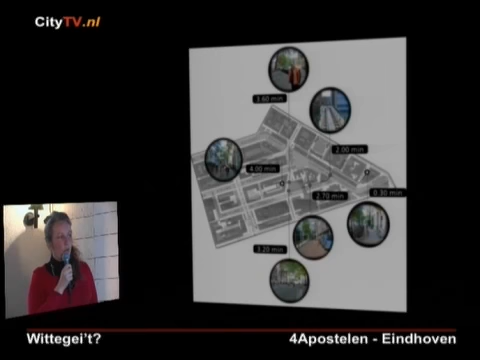 CityTV.nl
1.60 min
2.00 min
4.00 min
2.70 min
0.30 min
3.20 min
Wittegei't?
4Apostelen - Eindhoven